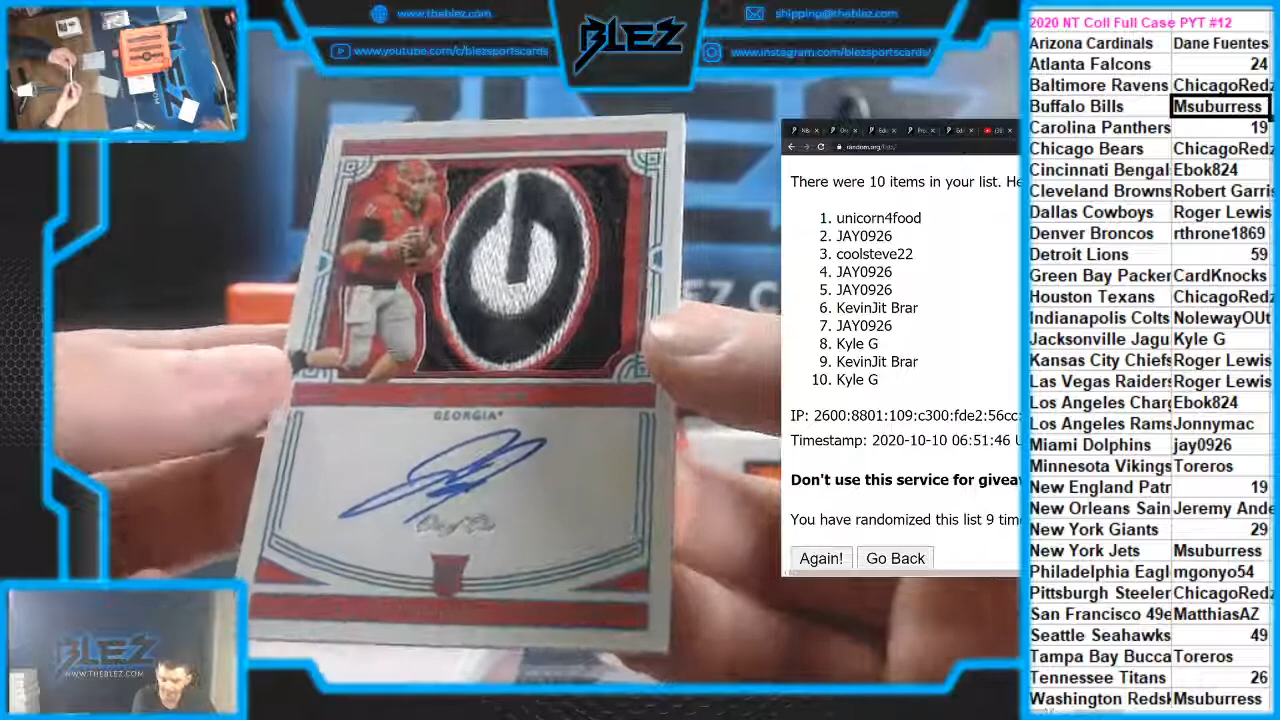 www.theblez.com
www.youtube.com/c/blezsportscards
BLEZ
shipping@theblez.com
www.instagram.com/blezsportscards/
random.org/lists/
There were 10 items in your list. He
1. unicorn4food
2. JAY0926
3. coolsteve22
4. JAY0926
5. JAY0926
6. KevinJit Brar
7. JAY0926
8. Kyle G
9. KevinJit Brar
10. Kyle G
IP: 2600:8801:109:c300:fde2:56cc:
Timestamp: 2020-10-10 06:51:46 U
Don't use this service for giveav
You have randomized this list 9 tim
Again! Go Back
GEORGIA
One of One
BLEZ
WWW.THEBLEZ.COM
2020 NT Coll Full Case PYT #12
Arizona Cardinals Dane Fuentes
Atlanta Falcons 24
Baltimore Ravens ChicagoRedz
Buffalo Bills Msuburress
Carolina Panthers 19
Chicago Bears ChicagoRedz
Cincinnati Bengal Ebok824
Cleveland Browns Robert Garris
Dallas Cowboys Roger Lewis
Denver Broncos rthrone1869
Detroit Lions 59
Green Bay Packer CardKnocks
Houston Texans ChicagoRedz
Indianapolis Colts NolewayOUt
Jacksonville Jagu Kyle G
Kansas City Chiefs Roger Lewis
Las Vegas Raiders Roger Lewis
Los Angeles Charg Ebok824
Los Angeles Rams Jonnymac
Miami Dolphins jay0926
Minnesota Vikings Toreros
New England Patr 19
New Orleans Sain Jeremy Ande
New York Giants 29
New York Jets Msuburress
Philadelphia Eagl mgonyo54
Pittsburgh Steeler ChicagoRedz
San Francisco 49e MatthiasAZ
Seattle Seahawks 49
Tampa Bay Bucca Toreros
Tennessee Titans 26
Washington Redsk Msuburress